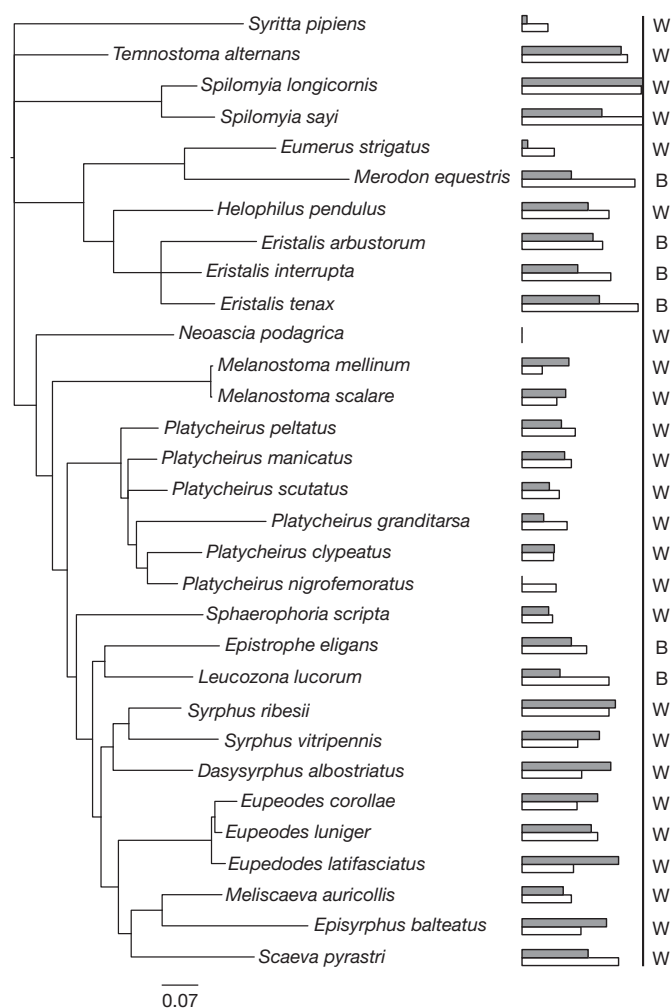 Syritta pipiens W
Temnostoma alternans W
Spilomyia longicornis W
Spilomyia sayi W
Eumerus strigatus W
Merodon equestris B
Helophilus pendulus W
Eristalis arbustorum B
Eristalis interrupta B
Eristalis tenax B
Neoascia podagrica W
Melanostoma mellinum W
Melanostoma scalare W
Platycheirus peltatus W
Platycheirus manicatus W
Platycheirus scutatus W
Platycheirus granditarsa W
Platycheirus clypeatus W
Platycheirus nigrofemoratus W
Sphaerophoria scripta W
Epistrophe eligans B
Leucozona lucorum B
Syrphus ribesii W
Syrphus vitripennis W
Dasysyrphus albostriatus W
Eupeodes corollae W
Eupeodes luniger W
Eupedodes latifasciatus W
Meliscaeva auricollis W
Episyrphus balteatus W
Scaeva pyrastri W
0.07